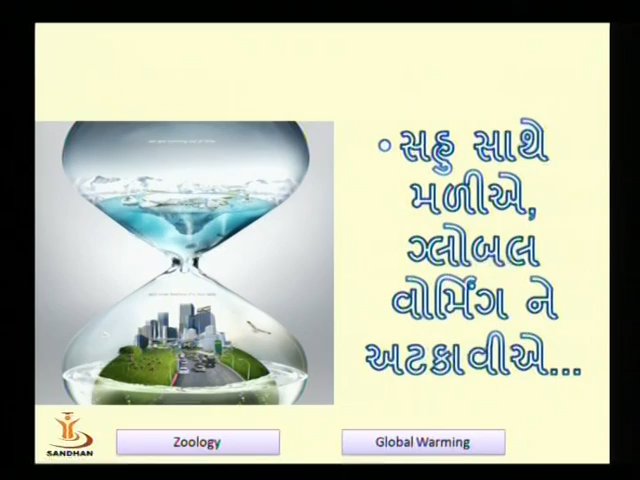 • સહુ સાથે
મળીએ,
ગ્લોબલ
વોર્મિંગ ને
અટકાવીએ...
SANDHAN
Zoology
Global Warming